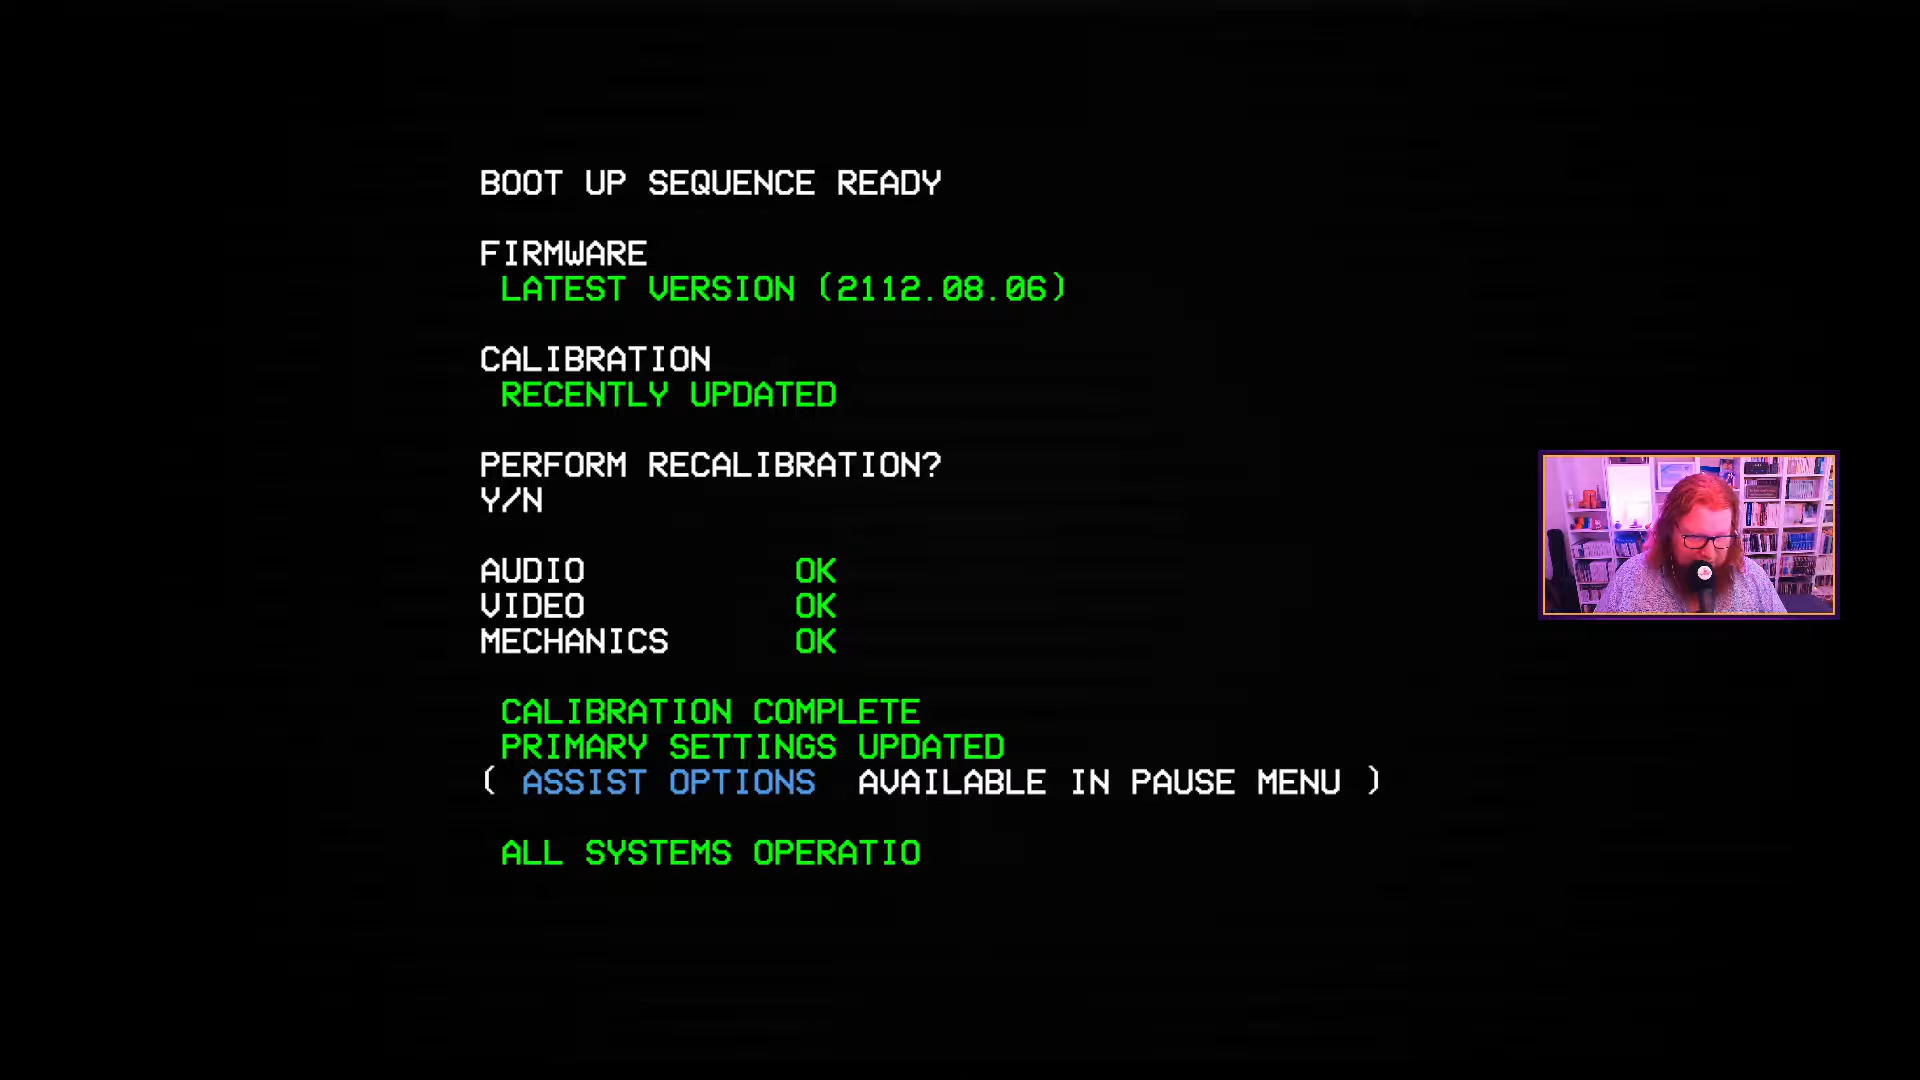 BOOT UP SEQUENCE READY
FIRMWARE
LATEST VERSION (2112.08.06)
CALIBRATION
RECENTLY UPDATED
PERFORM RECALIBRATION?
Y/N
AUDIO OK
VIDEO OK
MECHANICS OK
CALIBRATION COMPLETE
PRIMARY SETTINGS UPDATED
( ASSIST OPTIONS AVAILABLE IN PAUSE MENU )
ALL SYSTEMS OPERATIO